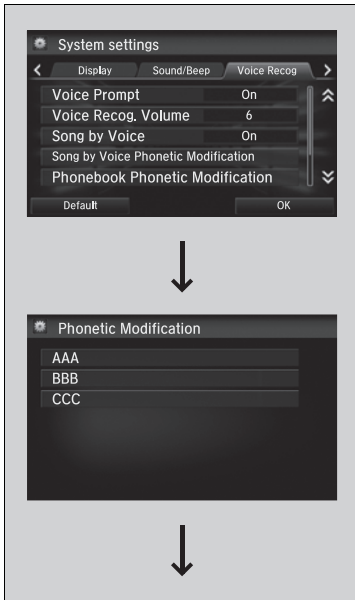 System settings
Display Sound/Beep Voice Recog
Voice Prompt On
Voice Recog. Volume 6
Song by Voice On
Song by Voice Phonetic Modification
Phonebook Phonetic Modification
Default OK
Phonetic Modification
AAA
BBB
CCC